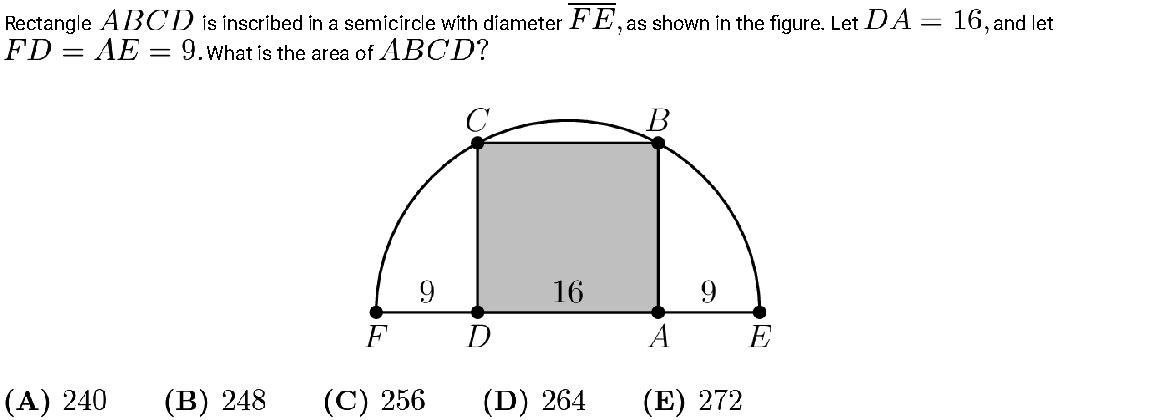 Rectangle ABCD is inscribed in a semicircle with diameter \overline{FE}, as shown in the figure. Let DA = 16, and let
FD = AE = 9. What is the area of ABCD?
C B
9 16 9
F D A E
(A) 240 (B) 248 (C) 256 (D) 264 (E) 272